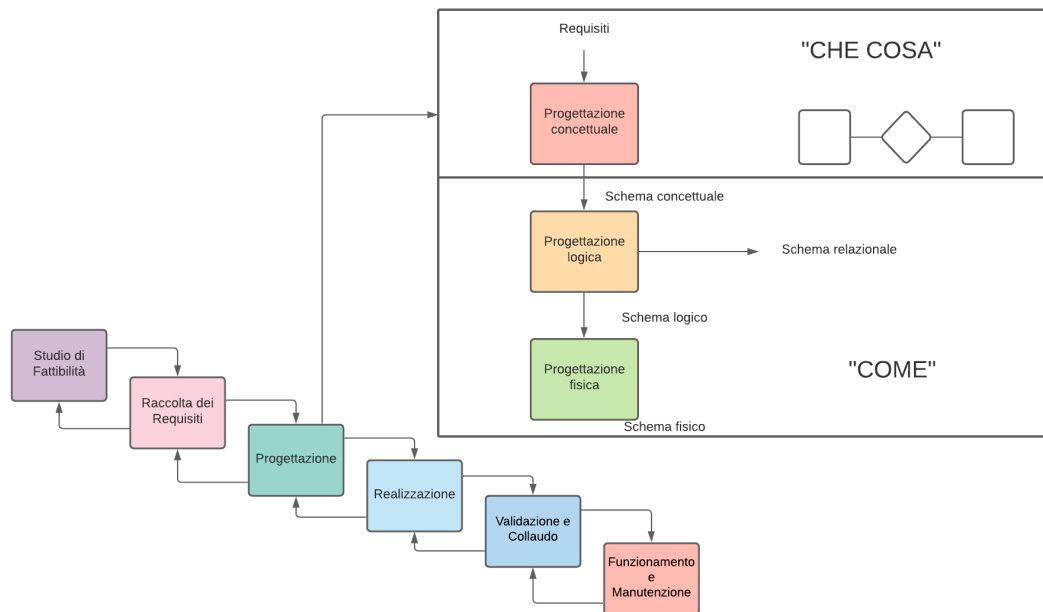 Requisiti
"CHE COSA"
Progettazione
concettuale
Schema concettuale
Progettazione
logica
Schema relazionale
Schema logico
Progettazione
fisica
"COME"
Schema fisico
Studio di
Fattibilità
Raccolta dei
Requisiti
Progettazione
Realizzazione
Validazione e
Collaudo
Funzionamento
e
Manutenzione